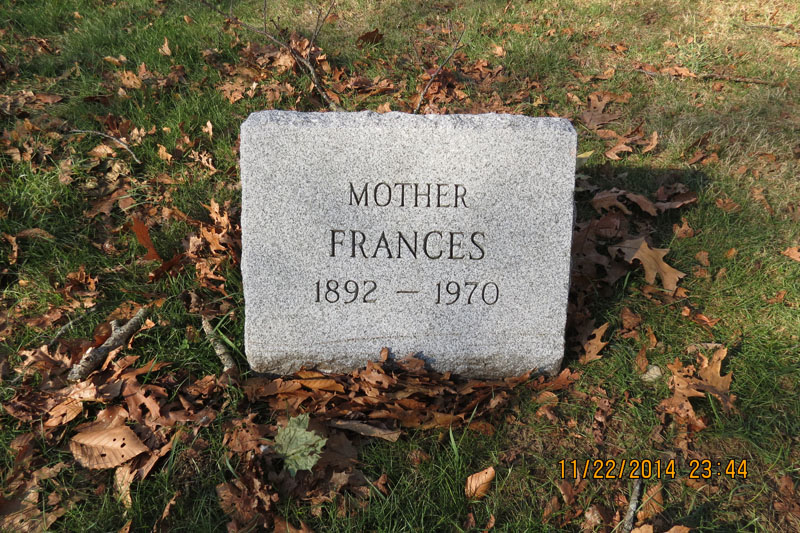 MOTHER
FRANCES
1892 — 1970
11/22/2014 23:44